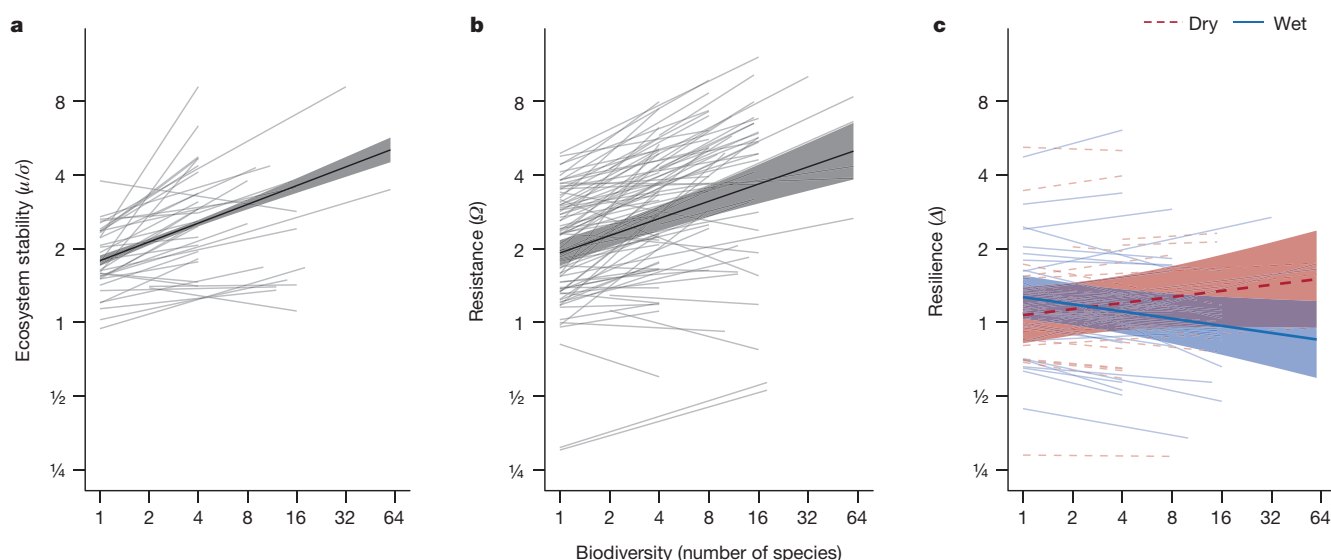 a
Ecosystem stability (μ/σ)
8
4
2
1
½
¼
1 2 4 8 16 32 64
b
Resistance (Ω)
8
4
2
1
½
¼
1 2 4 8 16 32 64
Biodiversity (number of species)
c
Dry Wet
Resilience (Δ)
8
4
2
1
½
¼
1 2 4 8 16 32 64